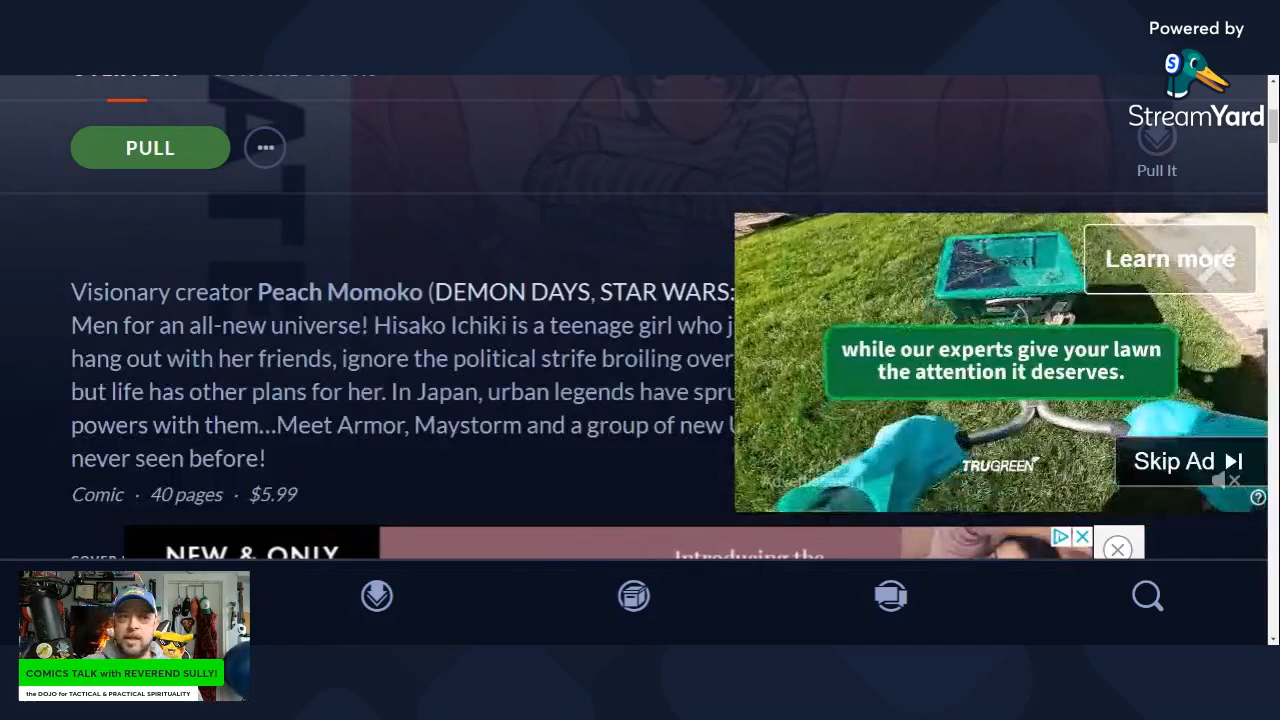 Powered by
StreamYard
PULL
Pull It
Visionary creator Peach Momoko (DEMON DAYS, STAR WARS:
Men for an all-new universe! Hisako Ichiki is a teenage girl who j
hang out with her friends, ignore the political strife broiling over
but life has other plans for her. In Japan, urban legends have spru
powers with them...Meet Armor, Maystorm and a group of new
never seen before!
Comic · 40 pages · $5.99
Learn more
while our experts give your lawn
the attention it deserves.
TRUGREEN
Skip Ad
Advertisement
NEW & ONLY
Introducing the
COMICS TALK with REVEREND SULLY!
the DOJO for TACTICAL & PRACTICAL SPIRITUALITY